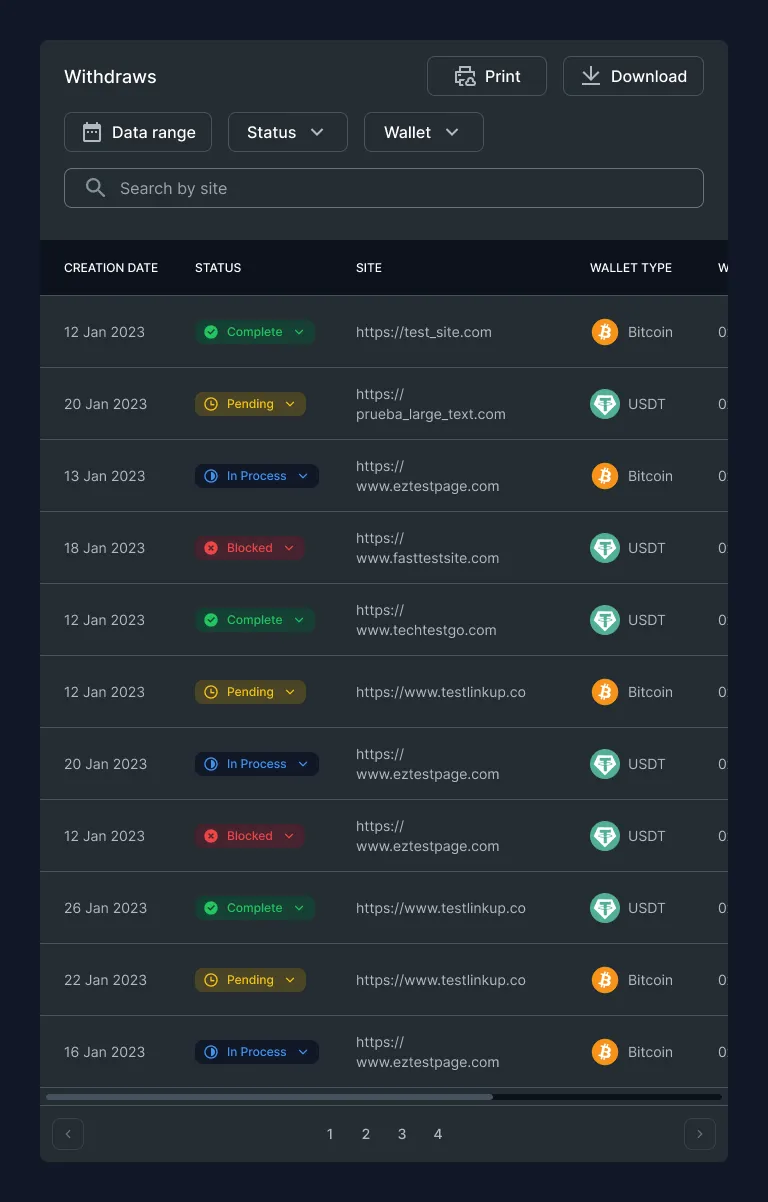 Withdraws
Print
Download
Data range
Status
Wallet
Search by site
CREATION DATE STATUS SITE WALLET TYPE W
12 Jan 2023 Complete https://test_site.com Bitcoin 0
20 Jan 2023 Pending https://
prueba_large_text.com USDT 0
13 Jan 2023 In Process https://
www.eztestpage.com Bitcoin 0
18 Jan 2023 Blocked https://
www.fasttestsite.com USDT 0
12 Jan 2023 Complete https://
www.techtestgo.com USDT 0
12 Jan 2023 Pending https://www.testlinkup.co Bitcoin 0
20 Jan 2023 In Process https://
www.eztestpage.com USDT 0
12 Jan 2023 Blocked https://
www.eztestpage.com USDT 0
26 Jan 2023 Complete https://www.testlinkup.co USDT 0
22 Jan 2023 Pending https://www.testlinkup.co Bitcoin 0
16 Jan 2023 In Process https://
www.eztestpage.com Bitcoin 0
1 2 3 4